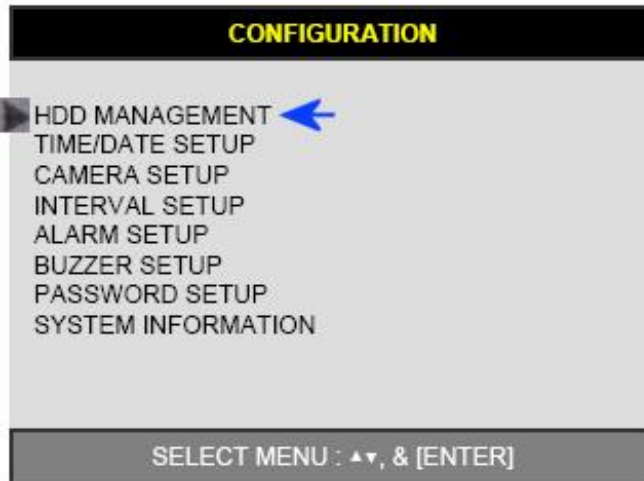 CONFIGURATION
HDD MANAGEMENT
TIME/DATE SETUP
CAMERA SETUP
INTERVAL SETUP
ALARM SETUP
BUZZER SETUP
PASSWORD SETUP
SYSTEM INFORMATION
SELECT MENU : ▲▼, & [ENTER]